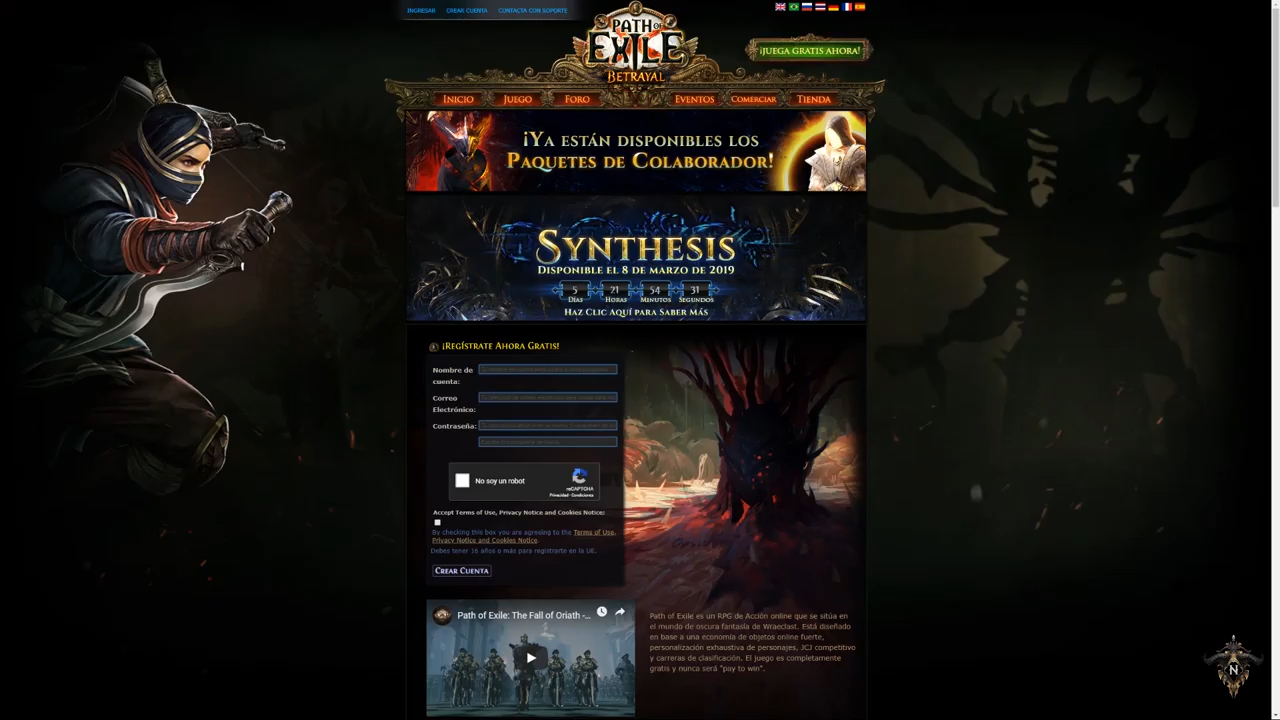 INGRESAR CREAR CUENTA CONTACTA CON SOPORTE
PATH OF
EXILE
BETRAYAL
¡JUEGA GRATIS AHORA!
INICIO JUEGO FORO EVENTOS COMERCIAR TIENDA
¡YA ESTÁN DISPONIBLES LOS
PAQUETES DE COLABORADOR!
SYNTHESIS
DISPONIBLE EL 8 DE MARZO DE 2019
5 21 54 31
DÍAS HORAS MINUTOS SEGUNDOS
HAZ CLIC AQUÍ PARA SABER MÁS
¡REGÍSTRATE AHORA GRATIS!
Nombre de
cuenta:
Correo
Electrónico:
Contraseña:
No soy un robot
reCAPTCHA
Privacidad - Condiciones
Accept Terms of Use, Privacy Notice and Cookies Notice:
By checking this box you are agreeing to the Terms of Use,
Privacy Notice and Cookies Notice.
Debes tener 16 años o más para registrarte en la UE.
CREAR CUENTA
Path of Exile: The Fall of Oriath -...
Path of Exile es un RPG de Acción online que se sitúa en
el mundo de oscura fantasía de Wraeclast. Está diseñado
en base a una economía de objetos online fuerte,
personalización exhaustiva de personajes, JCJ competitivo
y carreras de clasificación. El juego es completamente
gratis y nunca será "pay to win".
N